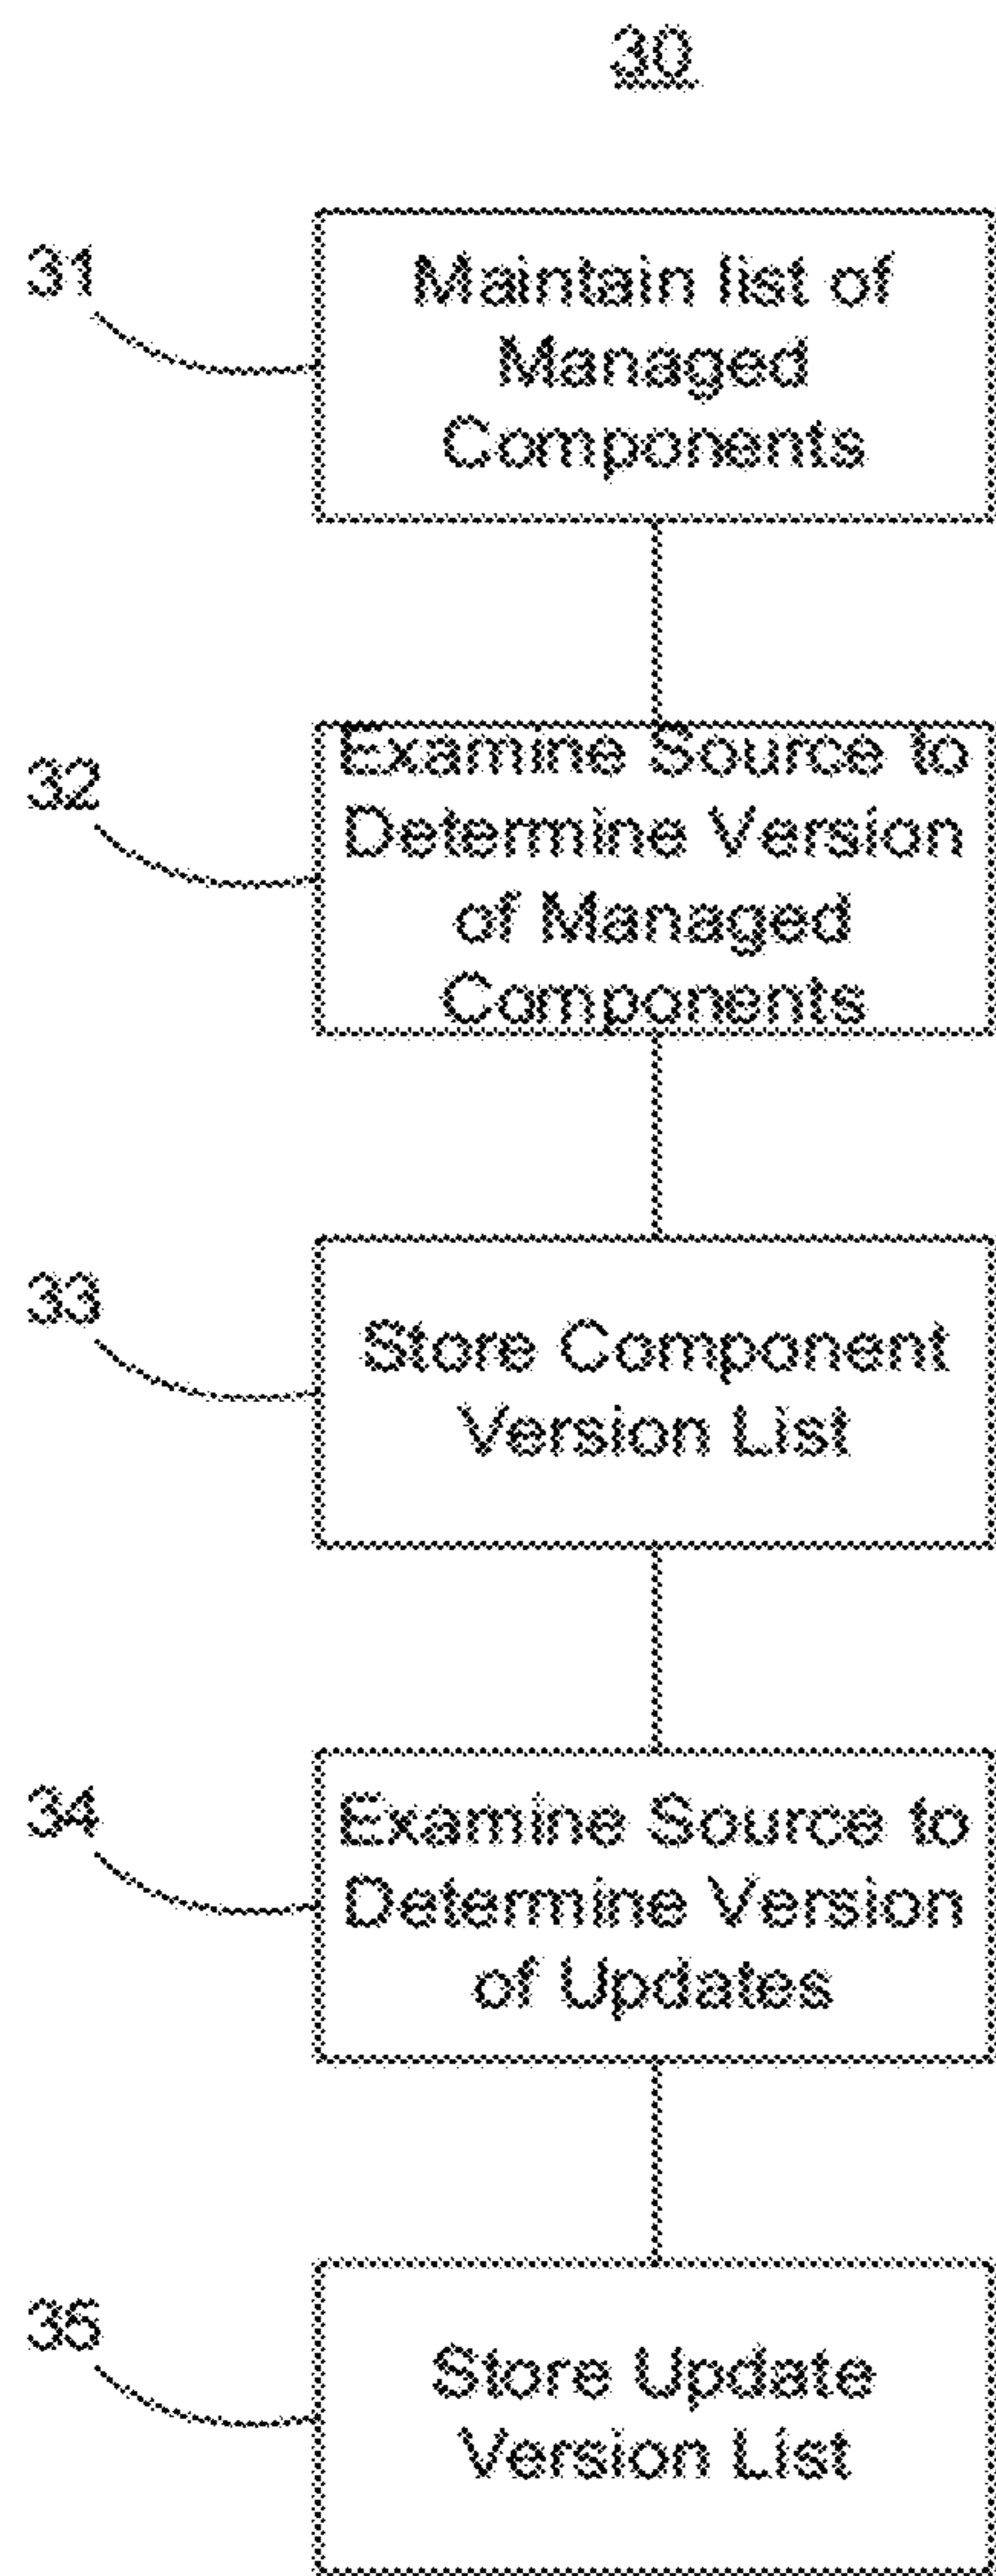 30
31
Maintain list of
Managed
Components
32
Examine Source to
Determine Version
of Managed
Components
33
Store Component
Version List
34
Examine Source to
Determine Version
of Updates
35
Store Update
Version List